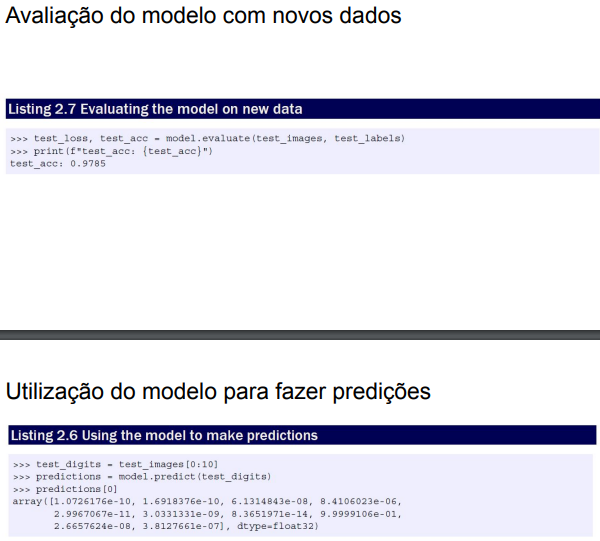 Avaliação do modelo com novos dados
Listing 2.7 Evaluating the model on new data
>>> test_loss, test_acc = model.evaluate(test_images, test_labels)
>>> print(f"test_acc: {test_acc}")
test_acc: 0.9785
Utilização do modelo para fazer predições
Listing 2.6 Using the model to make predictions
>>> test_digits = test_images[0:10]
>>> predictions = model.predict(test_digits)
>>> predictions[0]
array([1.0726176e-10, 1.6918376e-10, 6.1314843e-08, 8.4106023e-06,
2.9967067e-11, 3.0331331e-09, 8.3651971e-14, 9.9999106e-01,
2.6657624e-08, 3.8127661e-07], dtype=float32)